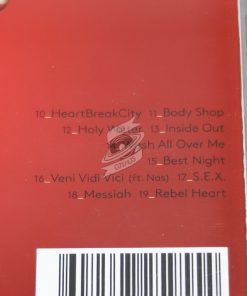 10_HeartBreakCity 11_Body Shop
12_Holy Water 13_Inside Out
All Over Me
15_Best Night
16_Veni Vidi Vici (ft. Nas) 17_S.E.X.
18_Messiah 19_Rebel Heart